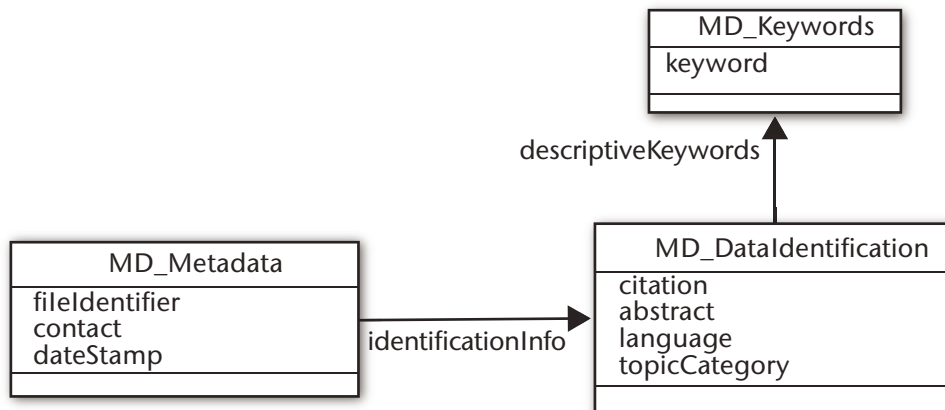 MD_Keywords
keyword
descriptiveKeywords
MD_Metadata
fileIdentifier
contact
dateStamp
identificationInfo
MD_DataIdentification
citation
abstract
language
topicCategory